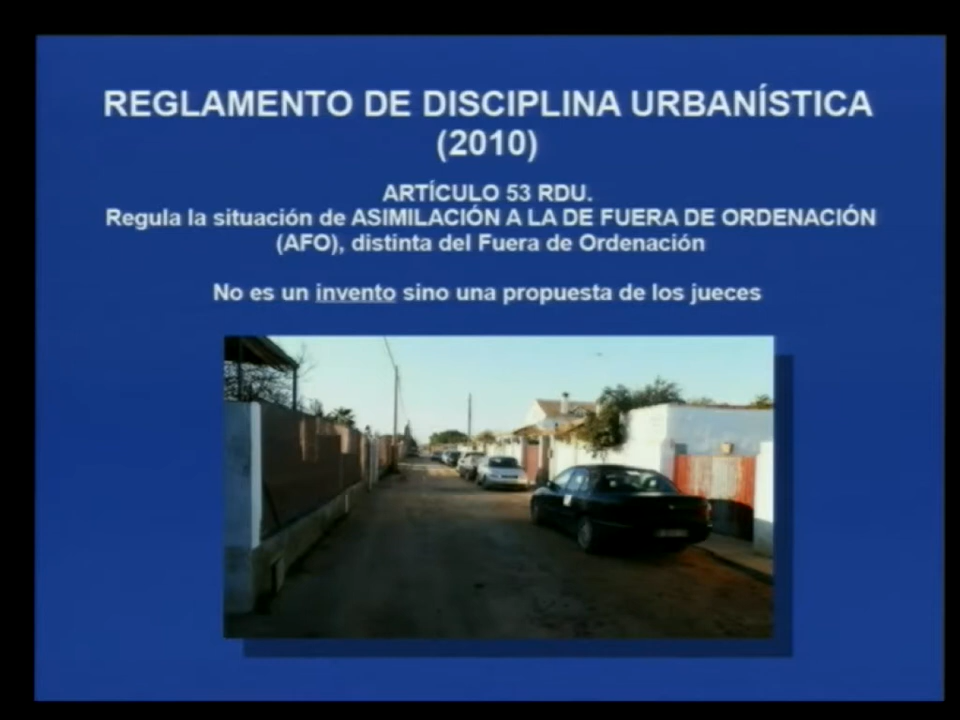 REGLAMENTO DE DISCIPLINA URBANÍSTICA
(2010)
ARTÍCULO 53 RDU.
Regula la situación de ASIMILACIÓN A LA DE FUERA DE ORDENACIÓN
(AFO), distinta del Fuera de Ordenación
No es un invento sino una propuesta de los jueces